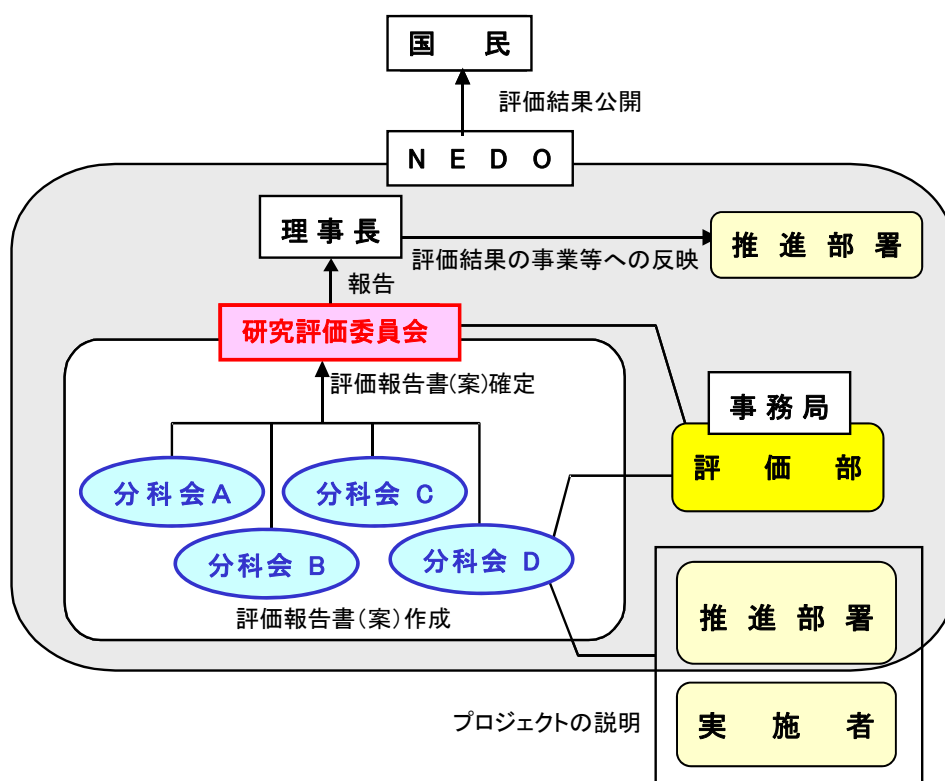 国　民
評価結果公開
ＮＥＤＯ
理事長
評価結果の事業等への反映
推進部署
報告
研究評価委員会
評価報告書(案)確定
事務局
評価部
分科会A
分科会 C
分科会 B
分科会 D
評価報告書(案)作成
推進部署
プロジェクトの説明
実施者